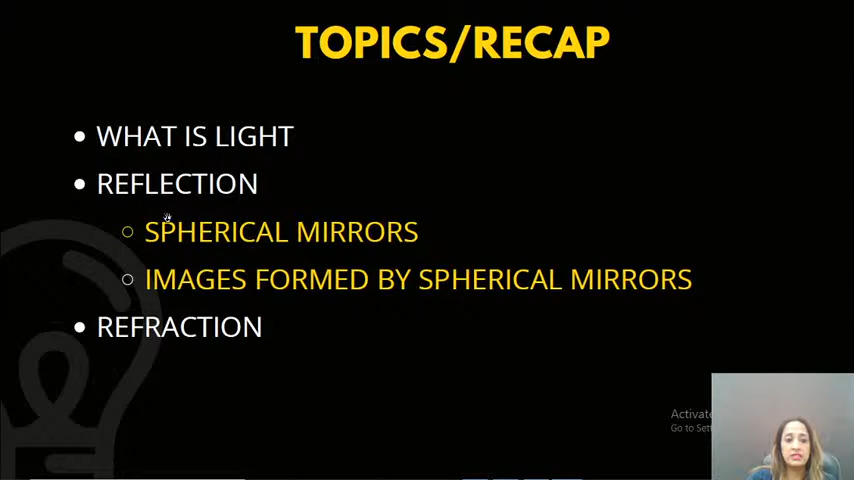 TOPICS/RECAP
WHAT IS LIGHT
REFLECTION
SPHERICAL MIRRORS
IMAGES FORMED BY SPHERICAL MIRRORS
REFRACTION
Activate
Go to Sett